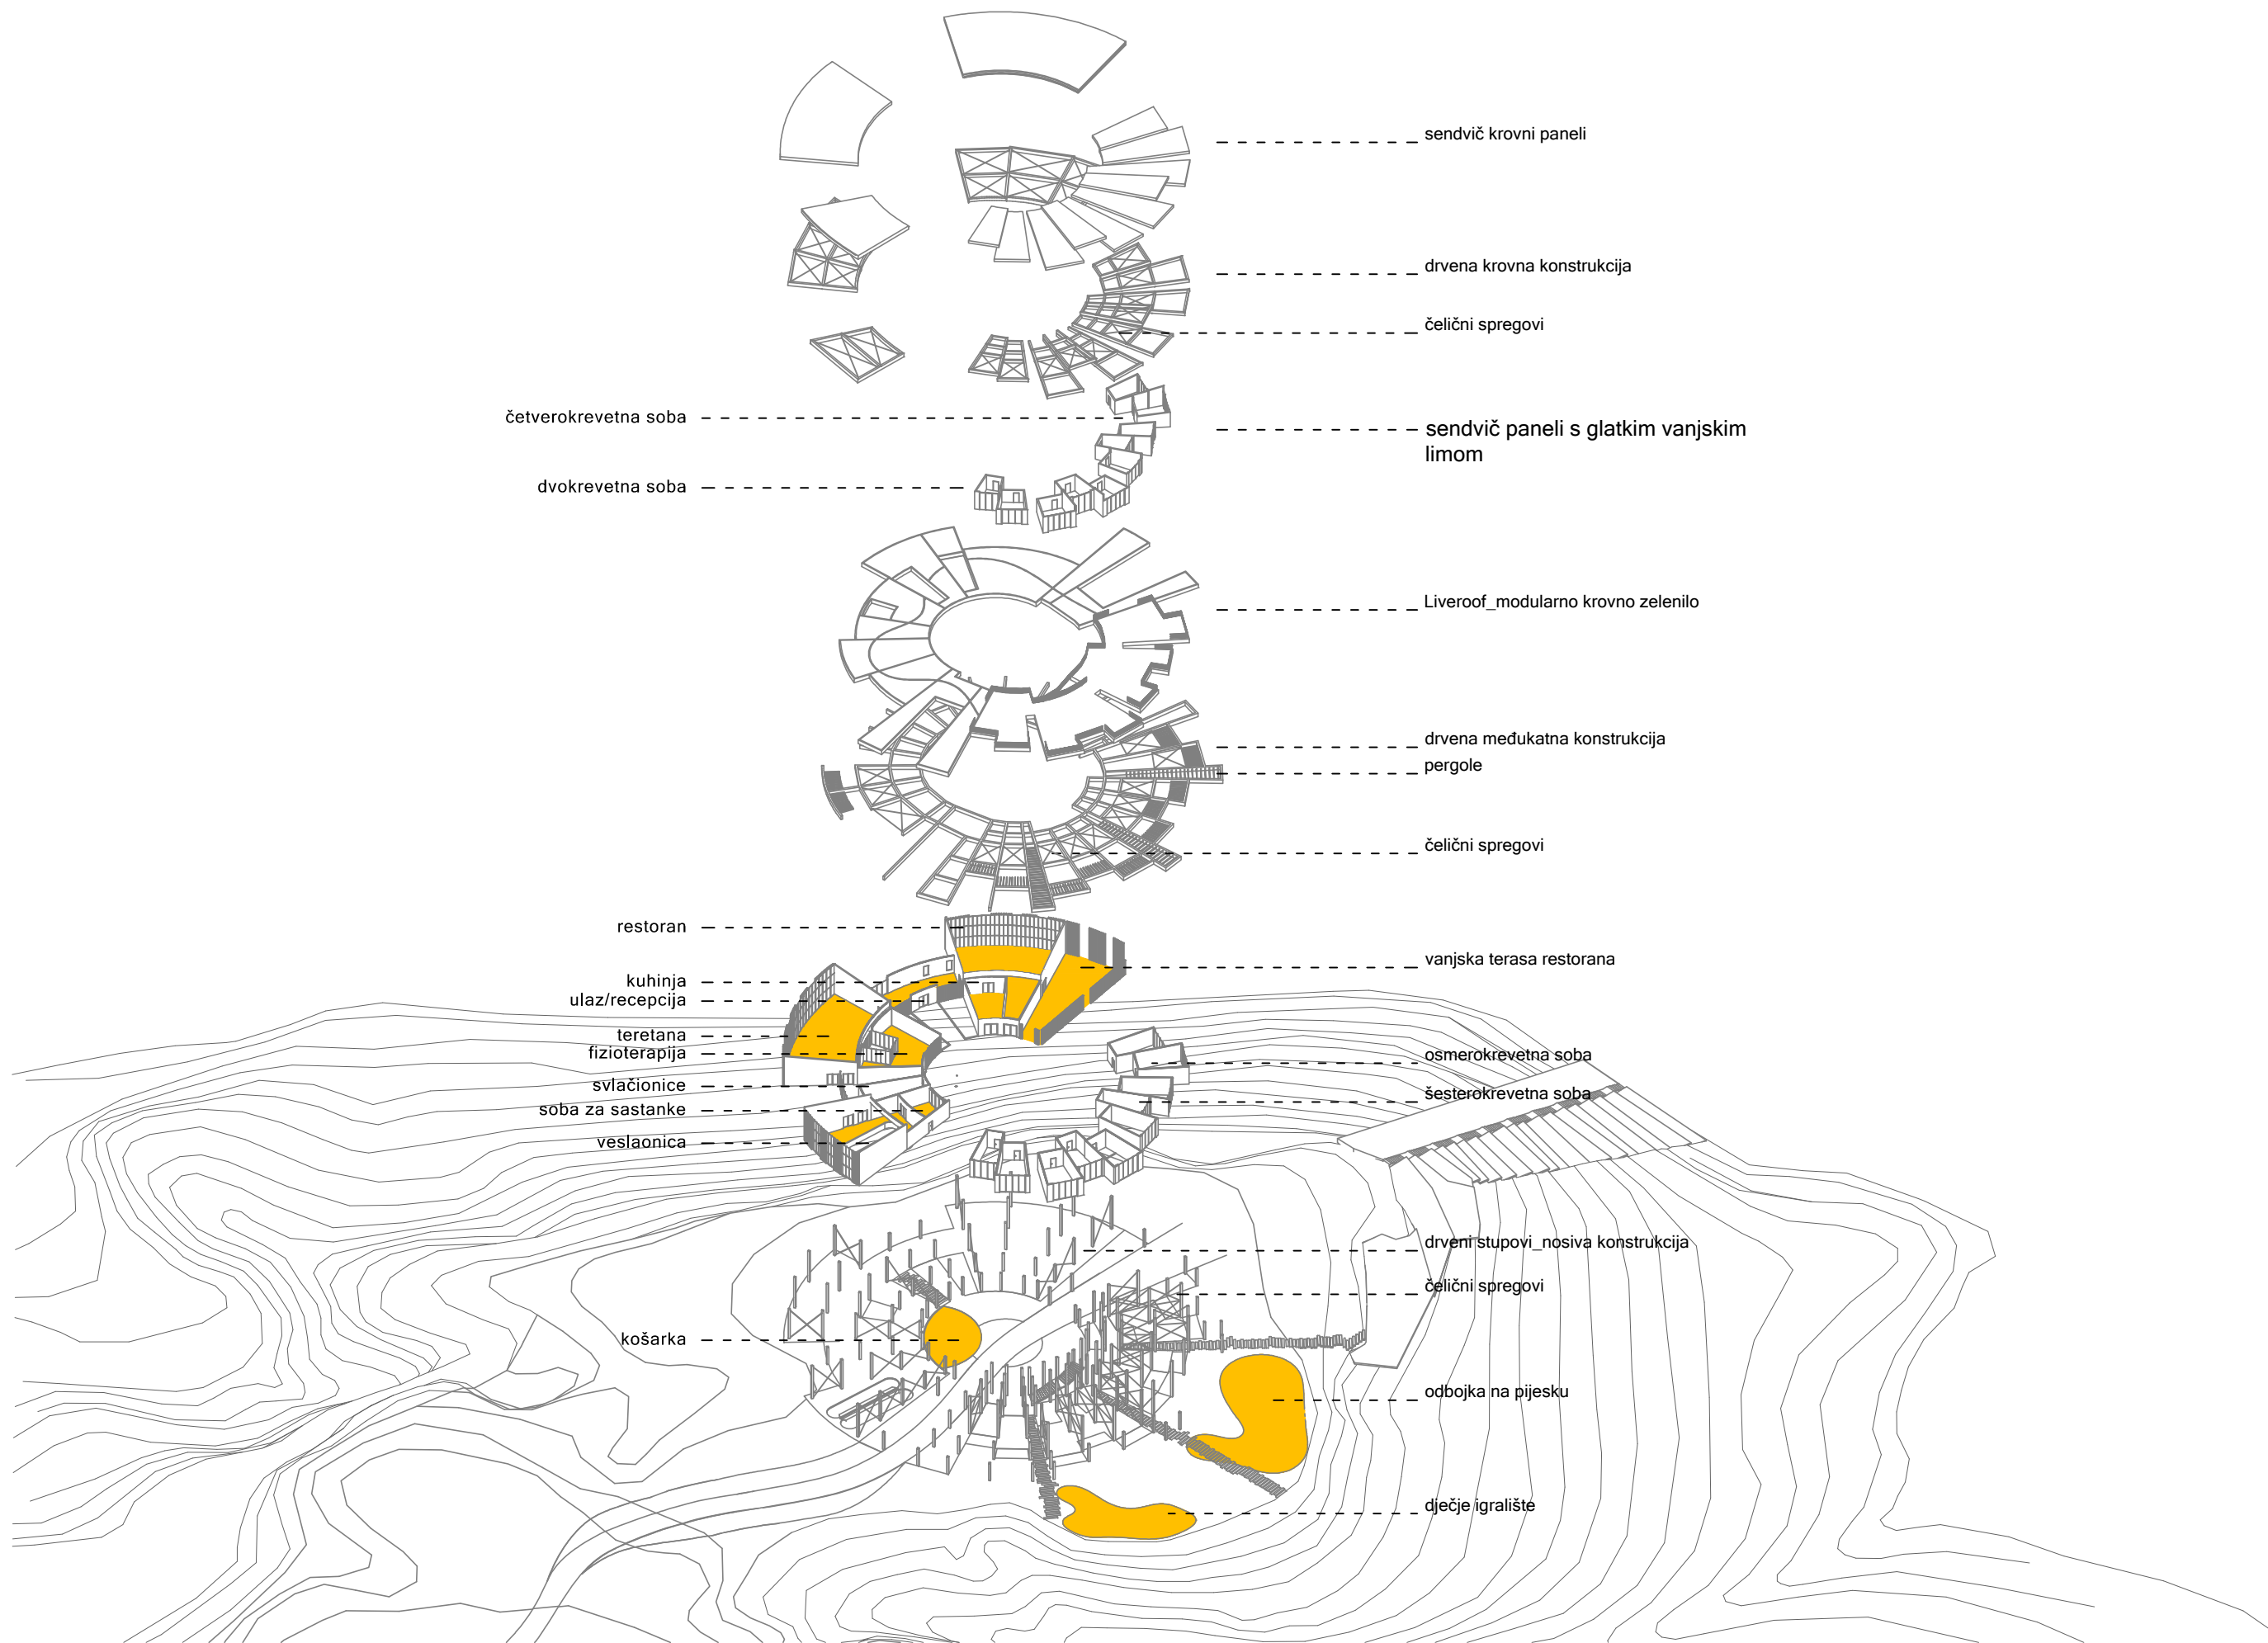 sendvič krovni paneli
drvena krovna konstrukcija
čelični spregovi
četverokrevetna soba
sendvič paneli s glatkim vanjskim
limom
dvokrevetna soba
Liveroof_modularno krovno zelenilo
drvena međukatna konstrukcija
pergole
čelični spregovi
restoran
vanjska terasa restorana
kuhinja
ulaz/recepcija
teretana
fizioterapija
osmerokrevetna soba
svlačionice
šesterokrevetna soba
soba za sastanke
veslaonica
drveni stupovi_nosiva konstrukcija
čelični spregovi
košarka
odbojka na pijesku
dječje igralište